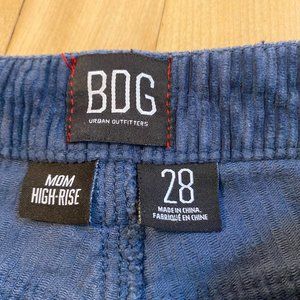 BDG
URBAN OUTFITTERS
MOM
HIGH-RISE
28
MADE IN CHINA
FABRIQUÉ EN CHINE